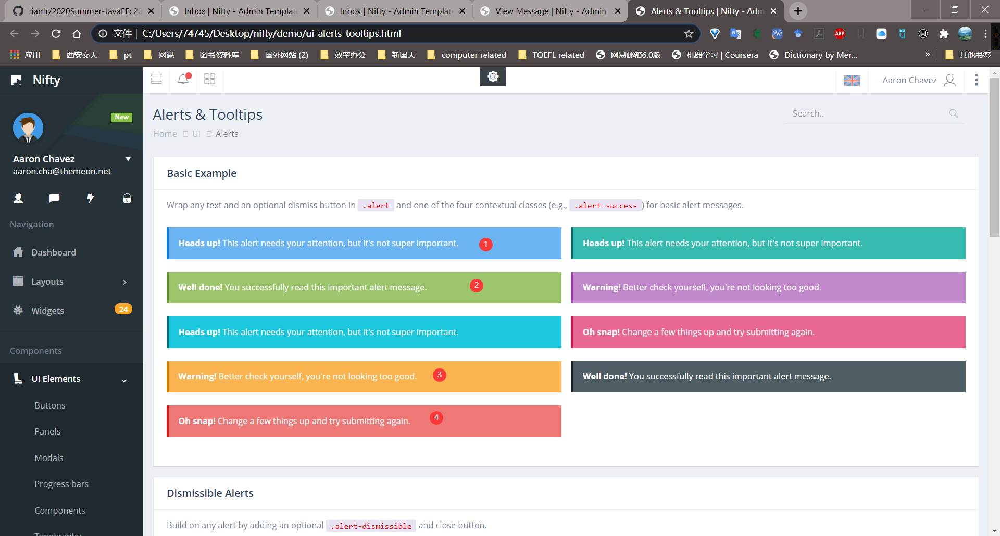 tianfr/2020Summer-JavaEE: 20
Inbox | Nifty - Admin Template
Inbox | Nifty - Admin Template
View Message | Nifty - Admin
Alerts & Tooltips | Nifty - Adm
文件 | C:/Users/74745/Desktop/nifty/demo/ui-alerts-tooltips.html
应用 西安交大 pt 网课 图书资料库 国外网站 (2) 效率办公 新国大 computer related TOEFL related 网易邮箱6.0版 机器学习 | Coursera Dictionary by Mer... » 其他书签
Nifty
Aaron Chavez
New
Aaron Chavez
aaron.cha@themeon.net
Navigation
Dashboard
Layouts
Widgets 24
Components
UI Elements
Buttons
Panels
Modals
Progress bars
Components
Typography
Alerts & Tooltips
Search..
Home UI Alerts
Basic Example
Wrap any text and an optional dismiss button in .alert and one of the four contextual classes (e.g., .alert-success) for basic alert messages.
Heads up! This alert needs your attention, but it's not super important. 1
Heads up! This alert needs your attention, but it's not super important.
Well done! You successfully read this important alert message. 2
Warning! Better check yourself, you're not looking too good.
Heads up! This alert needs your attention, but it's not super important.
Oh snap! Change a few things up and try submitting again.
Warning! Better check yourself, you're not looking too good. 3
Well done! You successfully read this important alert message.
Oh snap! Change a few things up and try submitting again. 4
Dismissible Alerts
Build on any alert by adding an optional .alert-dismissible and close button.